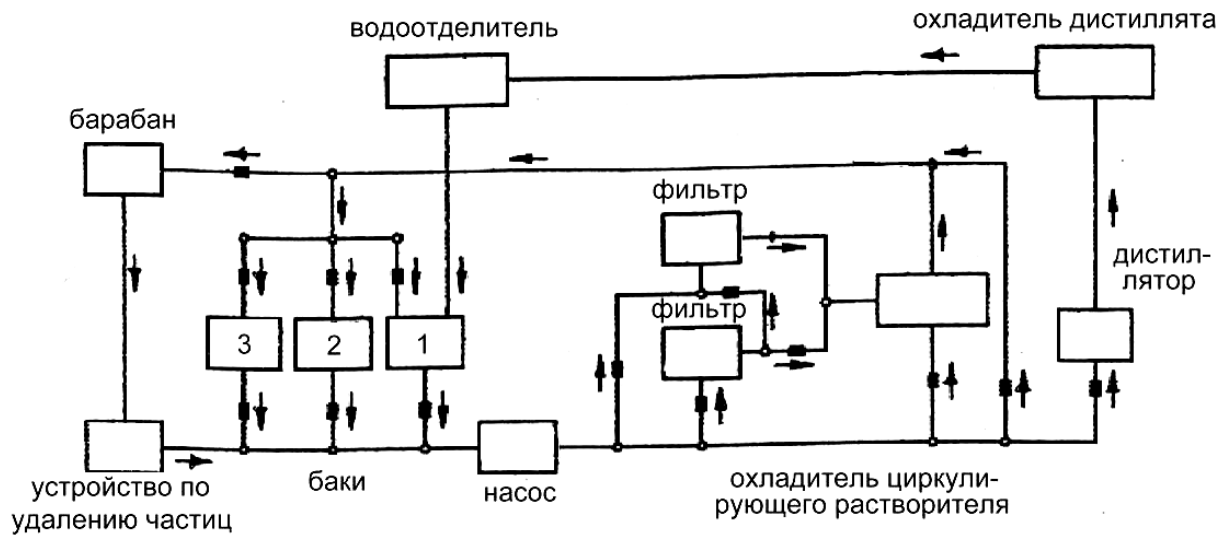 охладитель дистиллята
водоотделитель
барабан
фильтр
дистил-
лятор
фильтр
3
2
1
устройство по
удалению частиц
баки
насос
охладитель циркули-
рующего растворителя